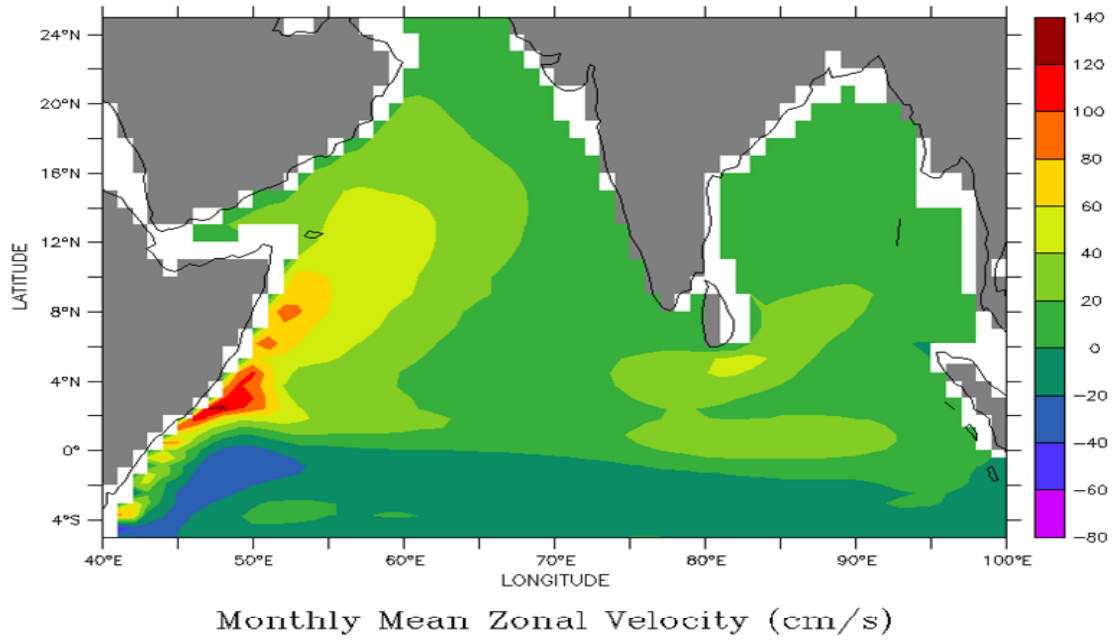 24°N
20°N
16°N
12°N
8°N
4°N
0°
4°S
LATITUDE
40°E 50°E 60°E 70°E 80°E 90°E 100°E
LONGITUDE
140
120
100
80
60
40
20
0
−20
−40
−60
−80
Monthly Mean Zonal Velocity (cm/s)